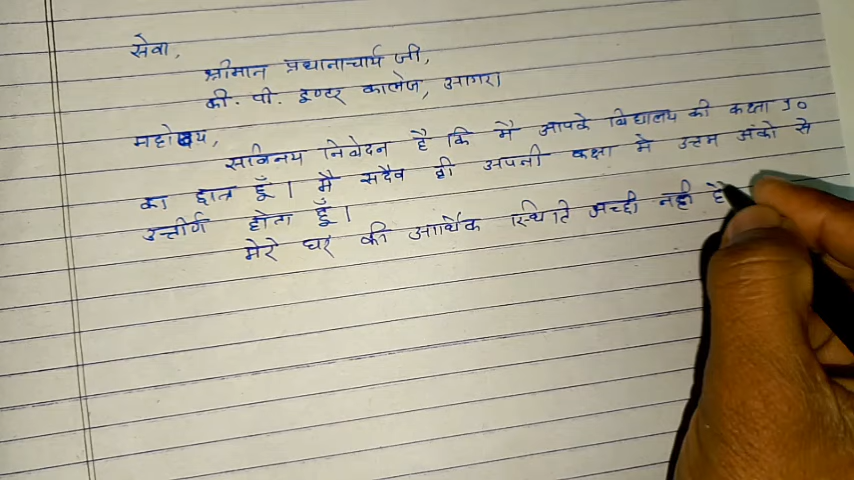 सेवा,
श्रीमान प्रधानाचार्य जी,
की. पी. इण्टर कालेज, आगरा
महोदय,
सविनय निवेदन है कि मैं आपके विद्यालय की कक्षा 10
का छात्र हूँ। मै सदैव ही अपनी कक्षा मे उत्तम अंको से
उत्तीर्ण होता हूँ।
मेरे घर की आर्थिक स्थिति अच्छी नही है